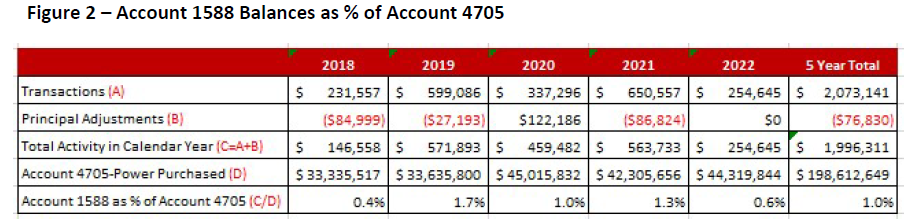 Figure 2 – Account 1588 Balances as % of Account 4705
2018 2019 2020 2021 2022 5 Year Total
Transactions (A) $ 231,557 $ 599,086 $ 337,296 $ 650,557 $ 254,645 $ 2,073,141
Principal Adjustments (B) ($84,999) ($27,193) $122,186 ($86,824) $0 ($76,830)
Total Activity in Calendar Year (C=A+B) $ 146,558 $ 571,893 $ 459,482 $ 563,733 $ 254,645 $ 1,996,311
Account 4705-Power Purchased (D) $ 33,335,517 $ 33,635,800 $ 45,015,832 $ 42,305,656 $ 44,319,844 $ 198,612,649
Account 1588 as % of Account 4705 (C/D) 0.4% 1.7% 1.0% 1.3% 0.6% 1.0%